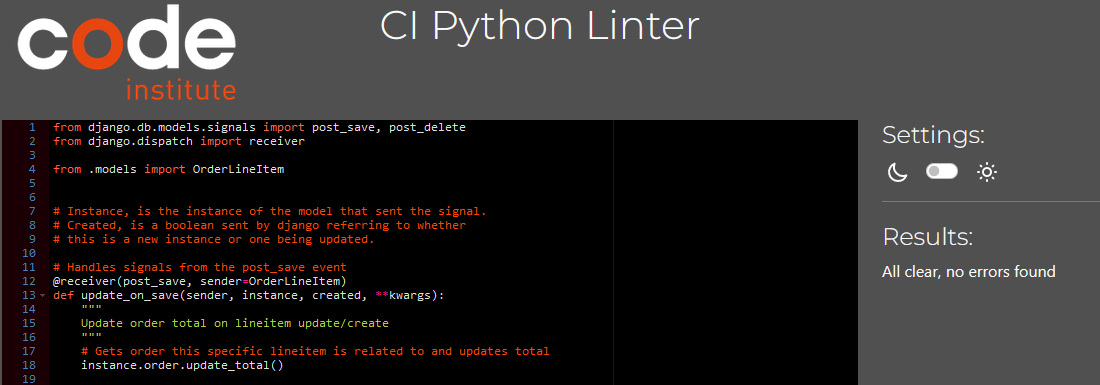 code
institute
CI Python Linter
1 from django.db.models.signals import post_save, post_delete
2 from django.dispatch import receiver
3
4 from .models import OrderLineItem
5
6
7 # Instance, is the instance of the model that sent the signal.
8 # Created, is a boolean sent by django referring to whether
9 # this is a new instance or one being updated.
10
11 # Handles signals from the post_save event
12 @receiver(post_save, sender=OrderLineItem)
13 def update_on_save(sender, instance, created, **kwargs):
14     """
15     Update order total on lineitem update/create
16     """
17     # Gets order this specific lineitem is related to and updates total
18     instance.order.update_total()
19
Settings:
Results:
All clear, no errors found